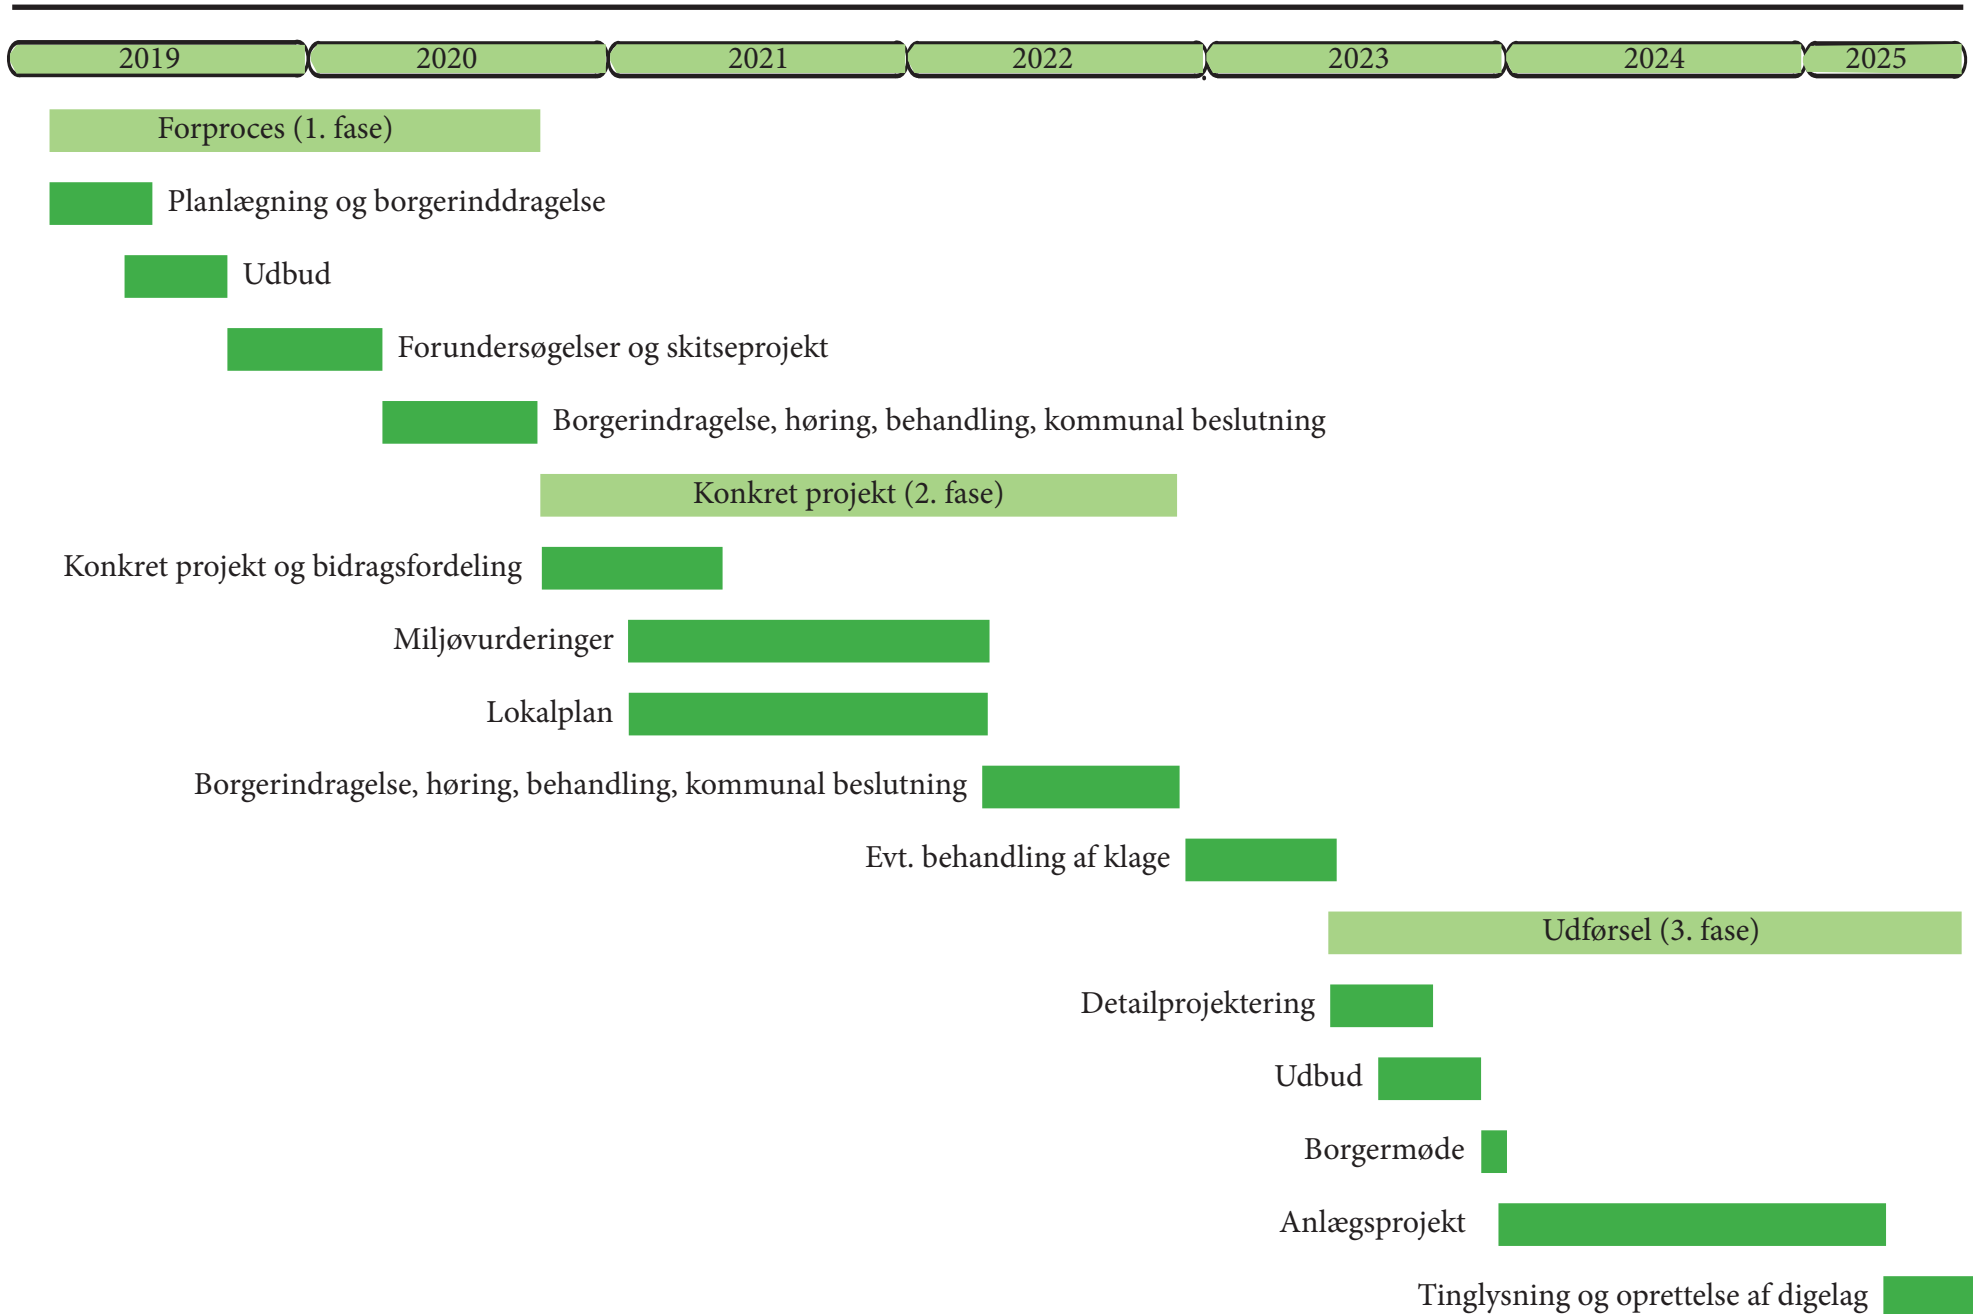 2019 2020 2021 2022 2023 2024 2025
Forproces (1. fase)
Planlægning og borgerinddragelse
Udbud
Forundersøgelser og skitseprojekt
Borgerindragelse, høring, behandling, kommunal beslutning
Konkret projekt (2. fase)
Konkret projekt og bidragsfordeling
Miljøvurderinger
Lokalplan
Borgerindragelse, høring, behandling, kommunal beslutning
Evt. behandling af klage
Udførsel (3. fase)
Detailprojektering
Udbud
Borgermøde
Anlægsprojekt
Tinglysning og oprettelse af digelag